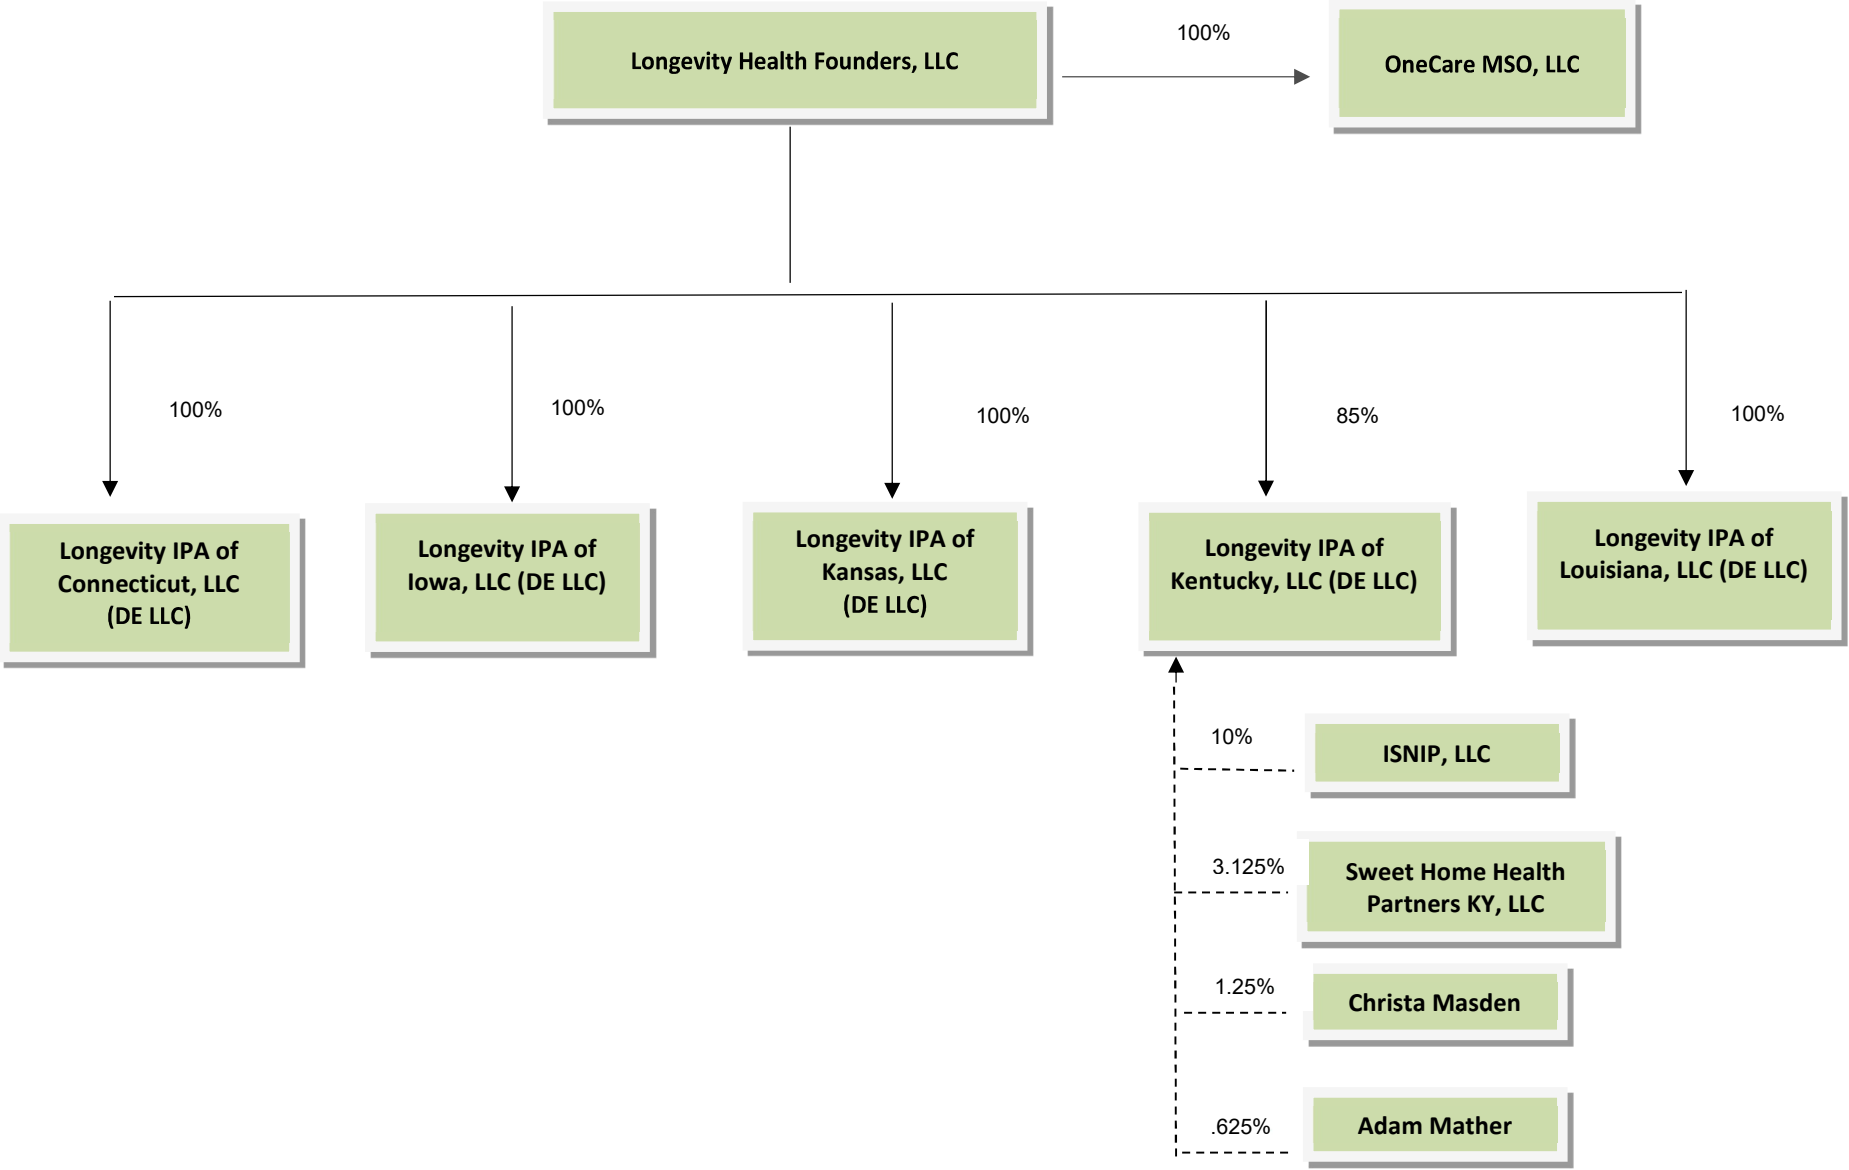 Longevity Health Founders, LLC
100%
OneCare MSO, LLC
100%
100%
100%
85%
100%
Longevity IPA of
Connecticut, LLC
(DE LLC)
Longevity IPA of
Iowa, LLC (DE LLC)
Longevity IPA of
Kansas, LLC
(DE LLC)
Longevity IPA of
Kentucky, LLC (DE LLC)
Longevity IPA of
Louisiana, LLC (DE LLC)
10%
ISNIP, LLC
3.125%
Sweet Home Health
Partners KY, LLC
1.25%
Christa Masden
.625%
Adam Mather